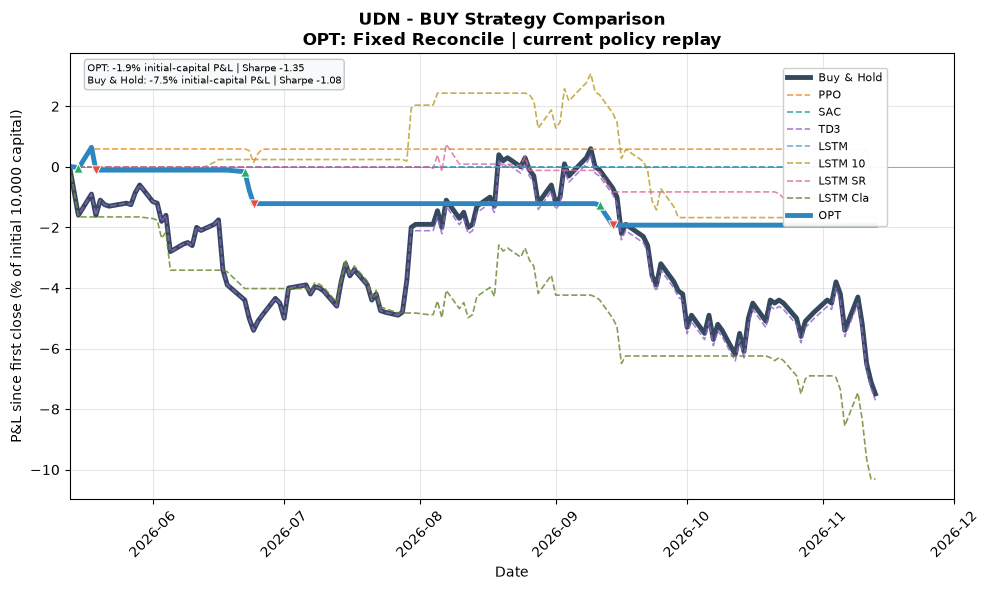 UDN - BUY Strategy Comparison
OPT: Fixed Reconcile | current policy replay
OPT: -1.9% initial-capital P&L | Sharpe -1.35
Buy & Hold: -7.5% initial-capital P&L | Sharpe -1.08
Buy & Hold
PPO
SAC
TD3
LSTM
LSTM 10
LSTM SR
LSTM Cla
OPT
P&L since first close (% of initial 10,000 capital)
2
0
−2
−4
−6
−8
−10
2026-06
2026-07
2026-08
2026-09
2026-10
2026-11
2026-12
Date